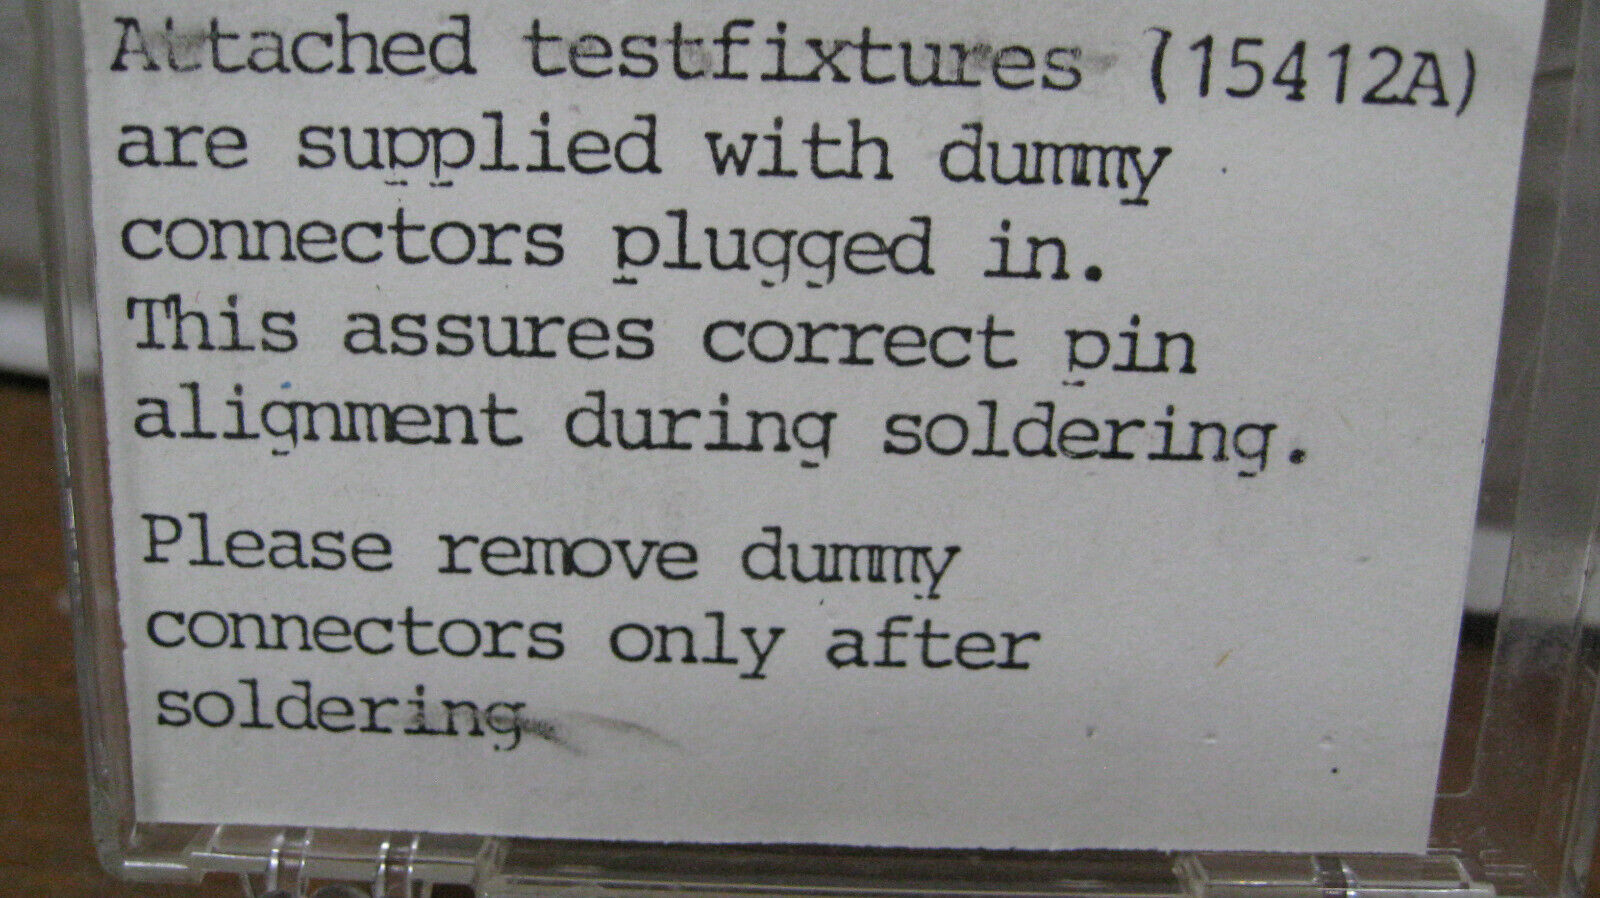 Attached testfixtures (15412A)
are supplied with dummy
connectors plugged in.
This assures correct pin
alignment during soldering.
Please remove dummy
connectors only after
soldering